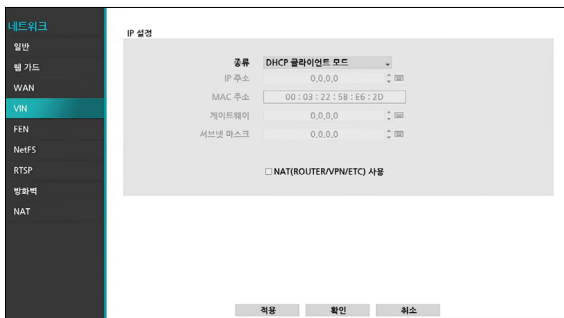 네트워크
일반
웹 가드
WAN
VIN
FEN
NetFS
RTSP
방화벽
NAT
IP 설정
종류 DHCP 클라이언트 모드
IP 주소 0,0,0,0
MAC 주소 00 : 03 : 22 : 5B : E6 : 2D
게이트웨이 0,0,0,0
서브넷 마스크 0,0,0,0
NAT(ROUTER/VPN/ETC) 사용
적용 확인 취소